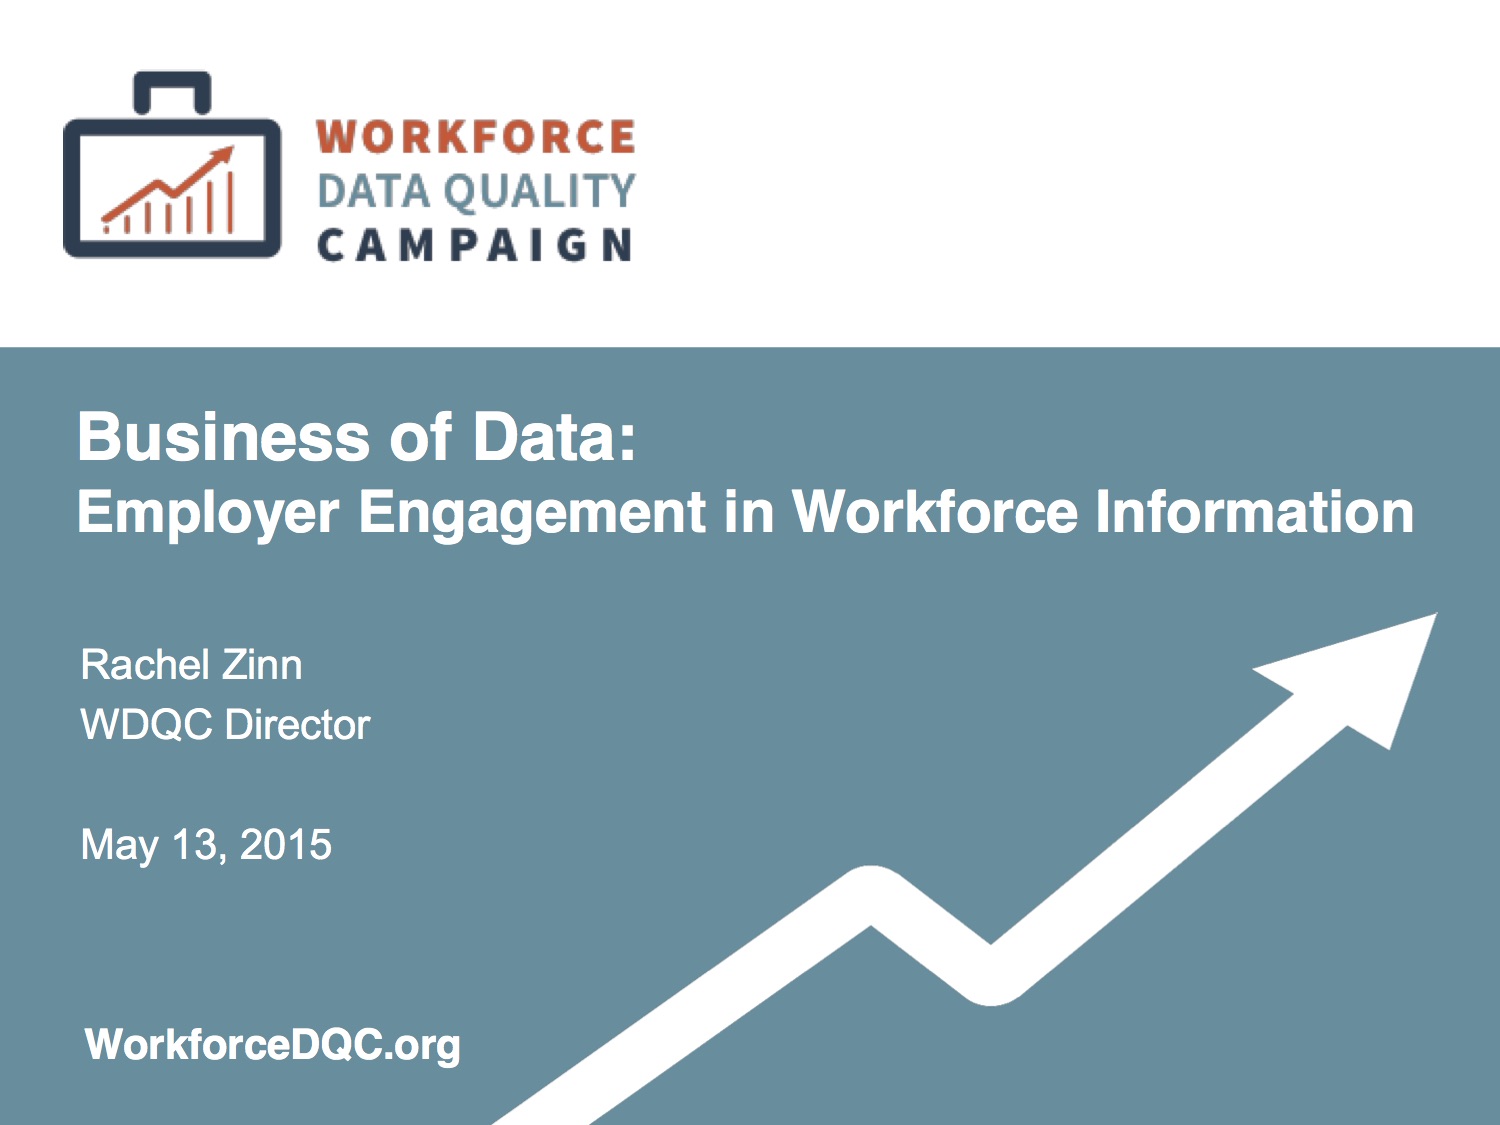 WORKFORCE
DATA QUALITY
CAMPAIGN
Business of Data:
Employer Engagement in Workforce Information
Rachel Zinn
WDQC Director
May 13, 2015
WorkforceDQC.org